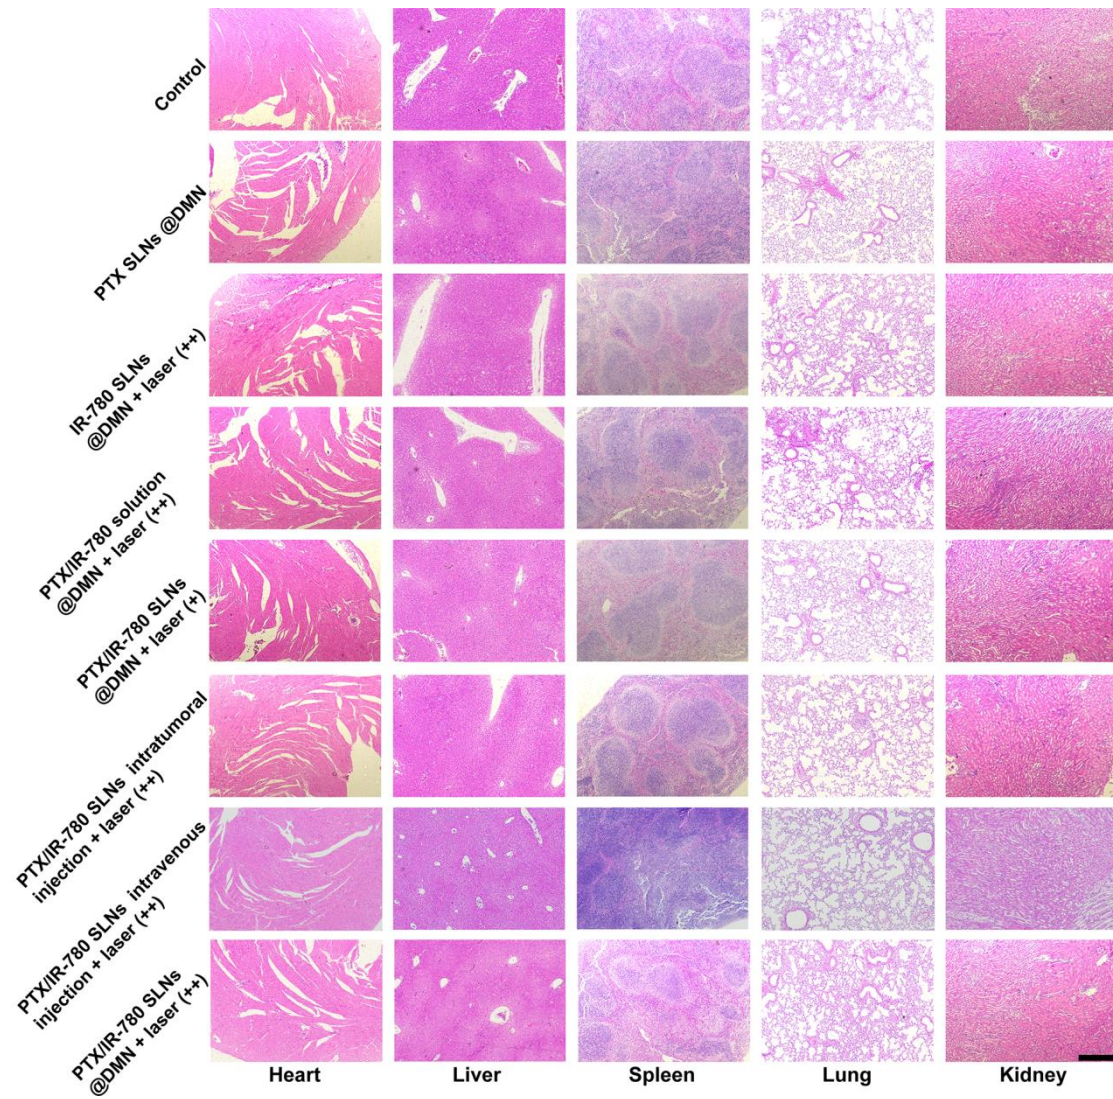 Control
PTX SLNs @DMN
IR-780 SLNs
@DMN + laser (++)
PTX/IR-780 solution
@DMN + laser (++)
PTX/IR-780 SLNs
@DMN + laser (+)
PTX/IR-780 SLNs intratumoral
injection + laser (++)
PTX/IR-780 SLNs intravenous
injection + laser (++)
PTX/IR-780 SLNs
@DMN + laser (++)
Heart Liver Spleen Lung Kidney